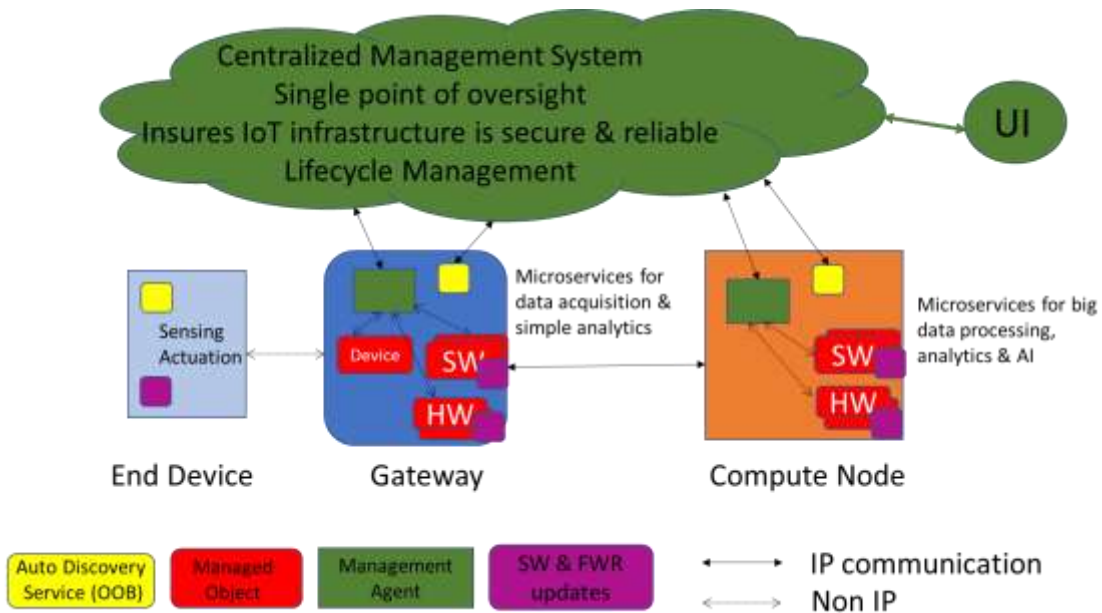 Centralized Management System
Single point of oversight
Insures IoT infrastructure is secure & reliable
Lifecycle Management
UI
Sensing
Actuation
Device
SW
HW
Microservices for
data acquisition &
simple analytics
SW
HW
Microservices for big
data processing,
analytics & AI
End Device
Gateway
Compute Node
Auto Discovery
Service (OOB)
Managed
Object
Management
Agent
SW & FWR
updates
IP communication
Non IP